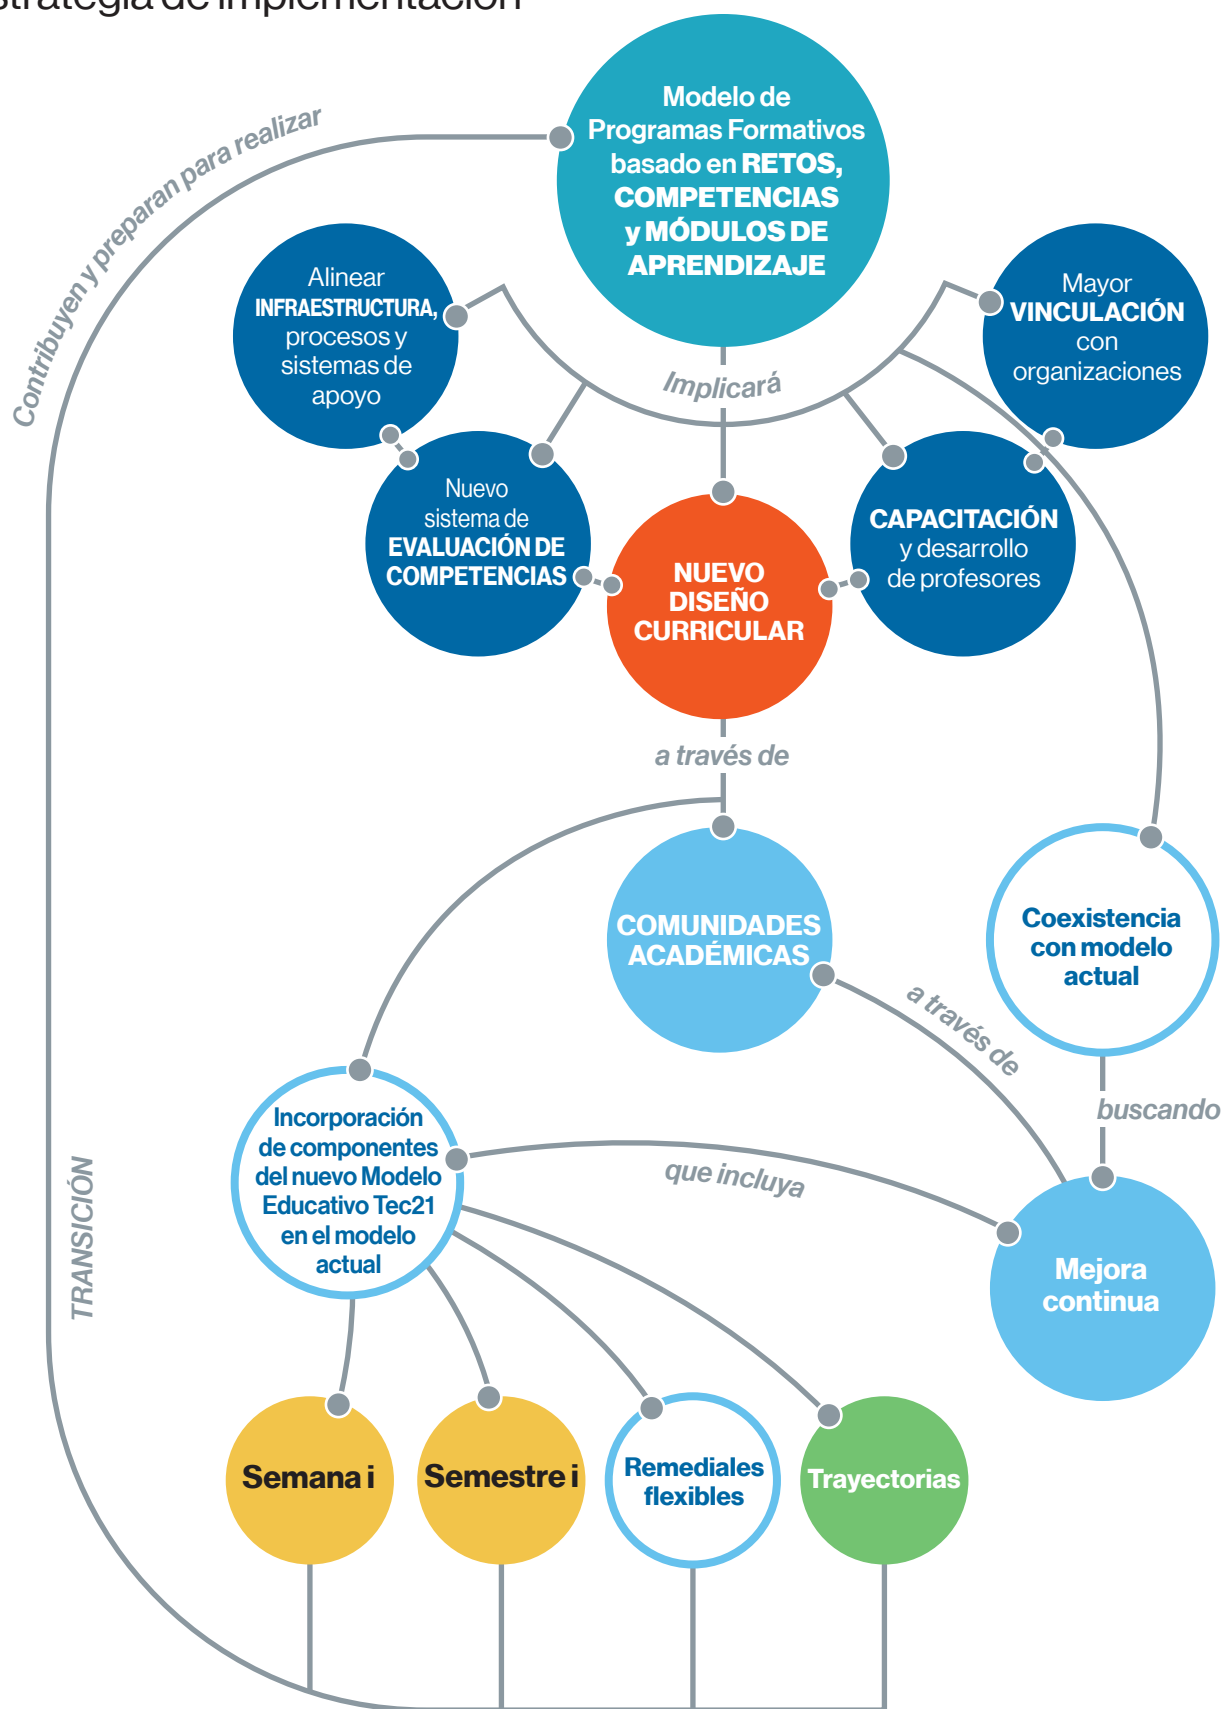 strategia de implementación
Modelo de
Programas Formativos
basado en RETOS,
COMPETENCIAS
y MÓDULOS DE
APRENDIZAJE
Contribuyen y preparan para realizar
Alinear
INFRAESTRUCTURA,
procesos y
sistemas de
apoyo
Implicará
Mayor
VINCULACIÓN
con
organizaciones
Nuevo
sistema de
EVALUACIÓN DE
COMPETENCIAS
NUEVO
DISEÑO
CURRICULAR
CAPACITACIÓN
y desarrollo
de profesores
a través de
COMUNIDADES
ACADÉMICAS
Coexistencia
con modelo
actual
a través de
buscando
Incorporación
de componentes
del nuevo Modelo
Educativo Tec21
en el modelo
actual
que incluya
TRANSICIÓN
Mejora
continua
Semana i
Semestre i
Remediales
flexibles
Trayectorias